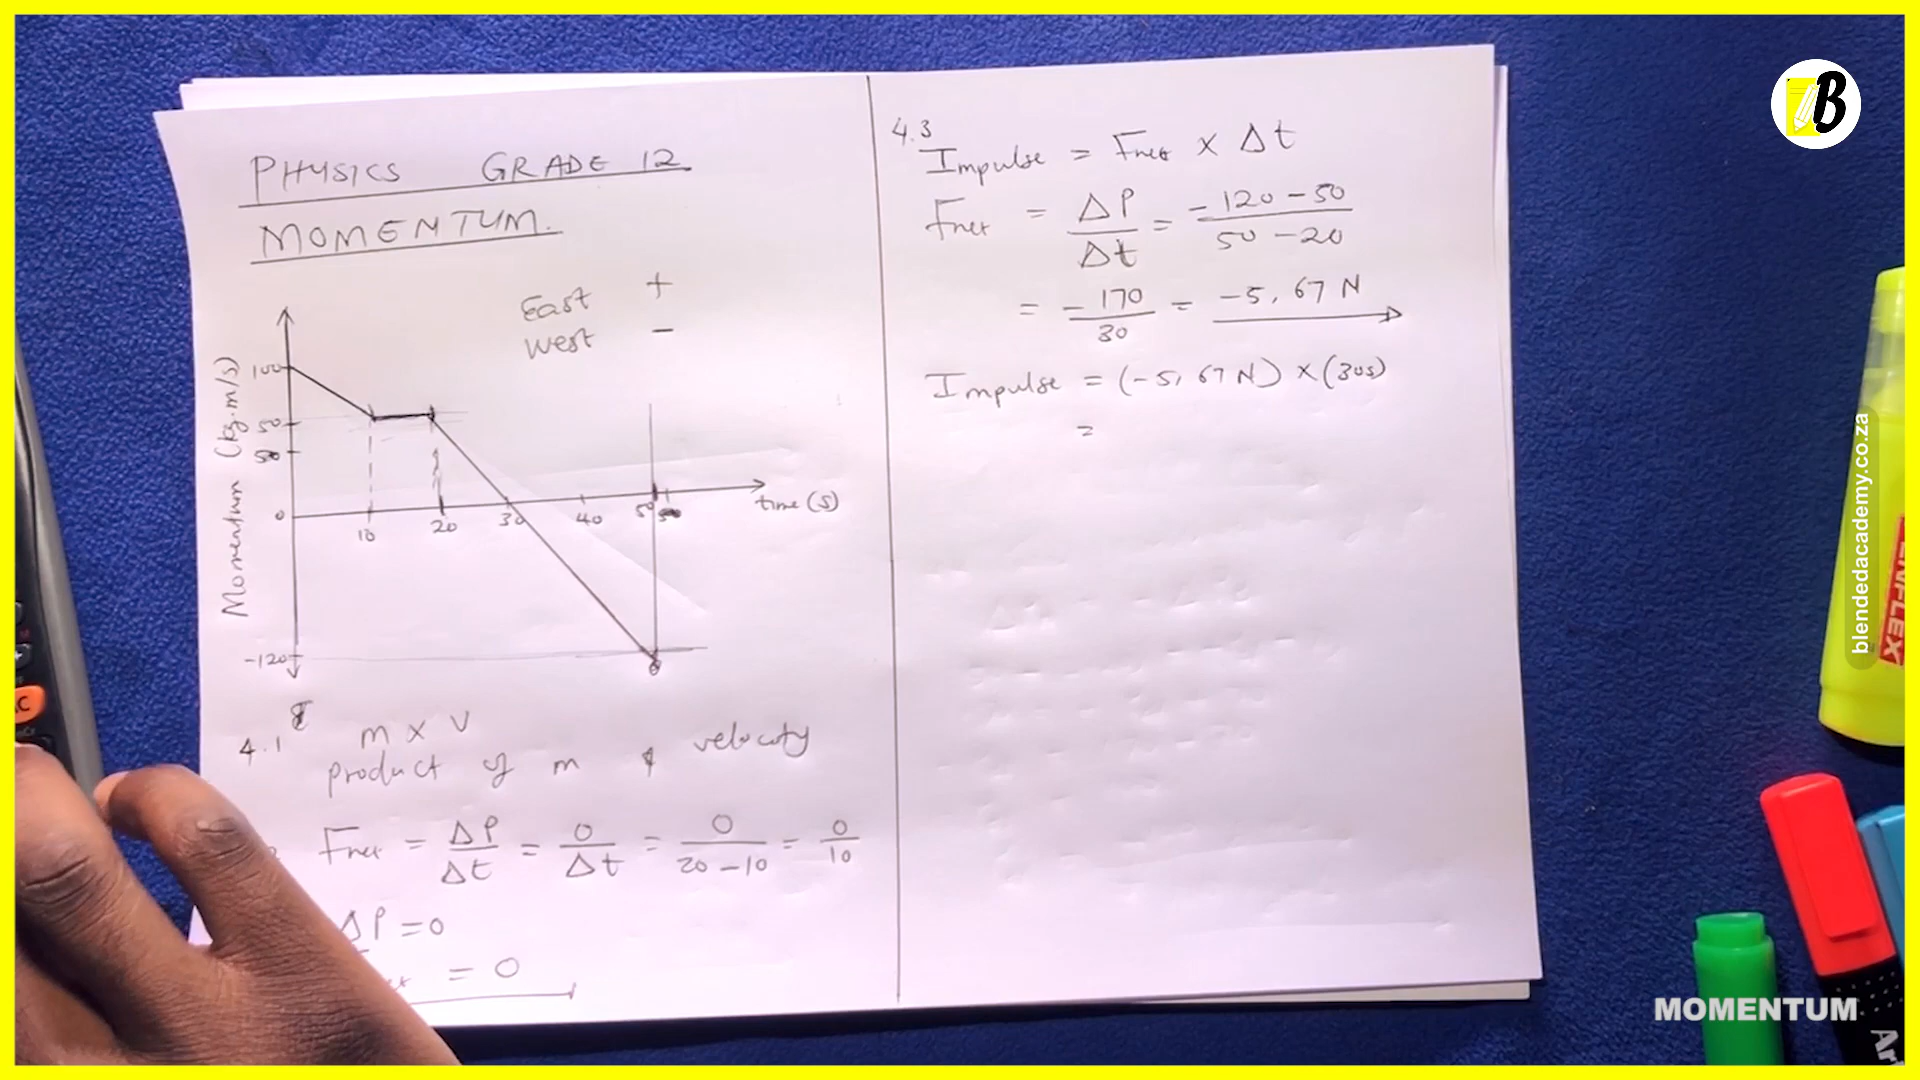 PHYSICS GRADE 12
MOMENTUM.
East +
West -
Momentum (kg.m/s)
100
50
50
0
-120
10
20
30
40
50
time (s)
4.1
m x v
product of m & velocity
Fnet = ΔP/Δt = 0/Δt = 0/20-10 = 0/10
ΔP = 0
= 0
4.3
Impulse = Fnet x Δt
Fnet = ΔP/Δt = -120-50/50-20
= -170/30 = -5,67 N
Impulse = (-5,67 N) x (30s)
=
B
blendedacademy.co.za
MOMENTUM
AC